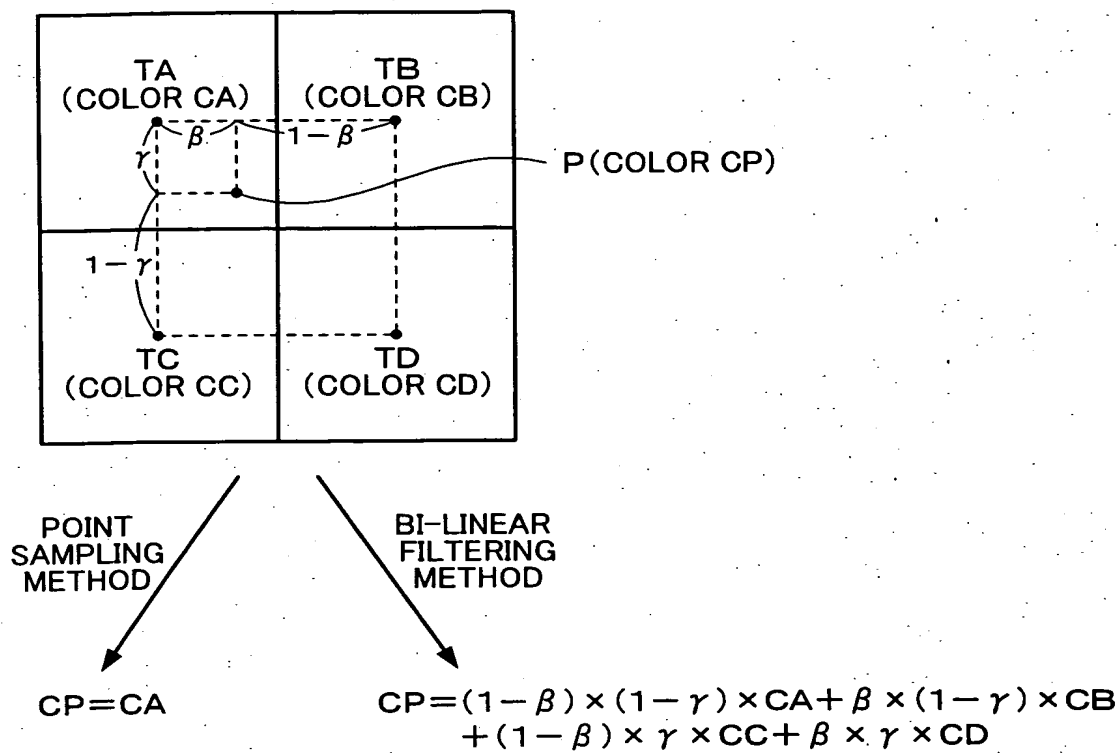 TA
(COLOR CA)
TB
(COLOR CB)
β
1-β
γ
P(COLOR CP)
1-γ
TC
(COLOR CC)
TD
(COLOR CD)
POINT
SAMPLING
METHOD
BI-LINEAR
FILTERING
METHOD
CP=CA
CP=(1-β)×(1-γ)×CA+β×(1-γ)×CB
+(1-β)×γ×CC+β×γ×CD